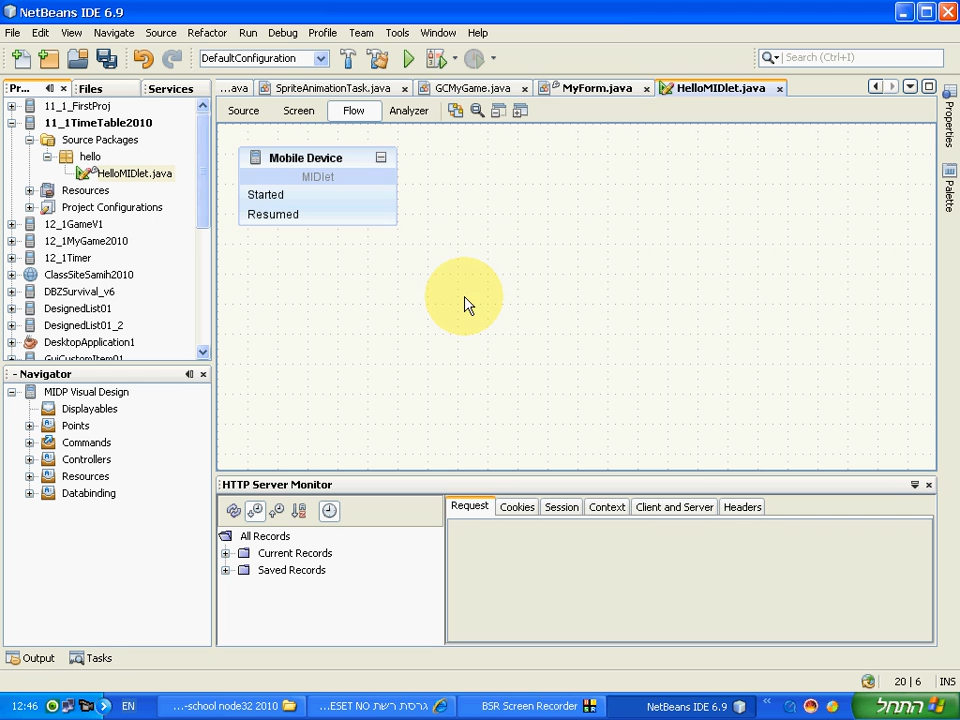 NetBeans IDE 6.9
File Edit View Navigate Source Refactor Run Debug Profile Team Tools Window Help
DefaultConfiguration
Search (Ctrl+I)
Pr... Files Services
...ava SpriteAnimationTask.java GCMyGame.java MyForm.java HelloMIDlet.java
Source Screen Flow Analyzer
11_1_FirstProj
11_1TimeTable2010
Source Packages
hello
HelloMIDlet.java
Resources
Project Configurations
12_1GameV1
12_1MyGame2010
12_1Timer
ClassSiteSamih2010
DBZSurvival_v6
DesignedList01
DesignedList01_2
DesktopApplication1
GuiCustomItem01
Mobile Device
MIDlet
Started
Resumed
Properties
Palette
- Navigator
MIDP Visual Design
Displayables
Points
Commands
Controllers
Resources
Databinding
HTTP Server Monitor
All Records
Current Records
Saved Records
Request Cookies Session Context Client and Server Headers
Output Tasks
20 | 6 INS
12:46 EN ...-school node32 2010 ...ESET NO גרסת רשת BSR Screen Recorder NetBeans IDE 6.9 התחל